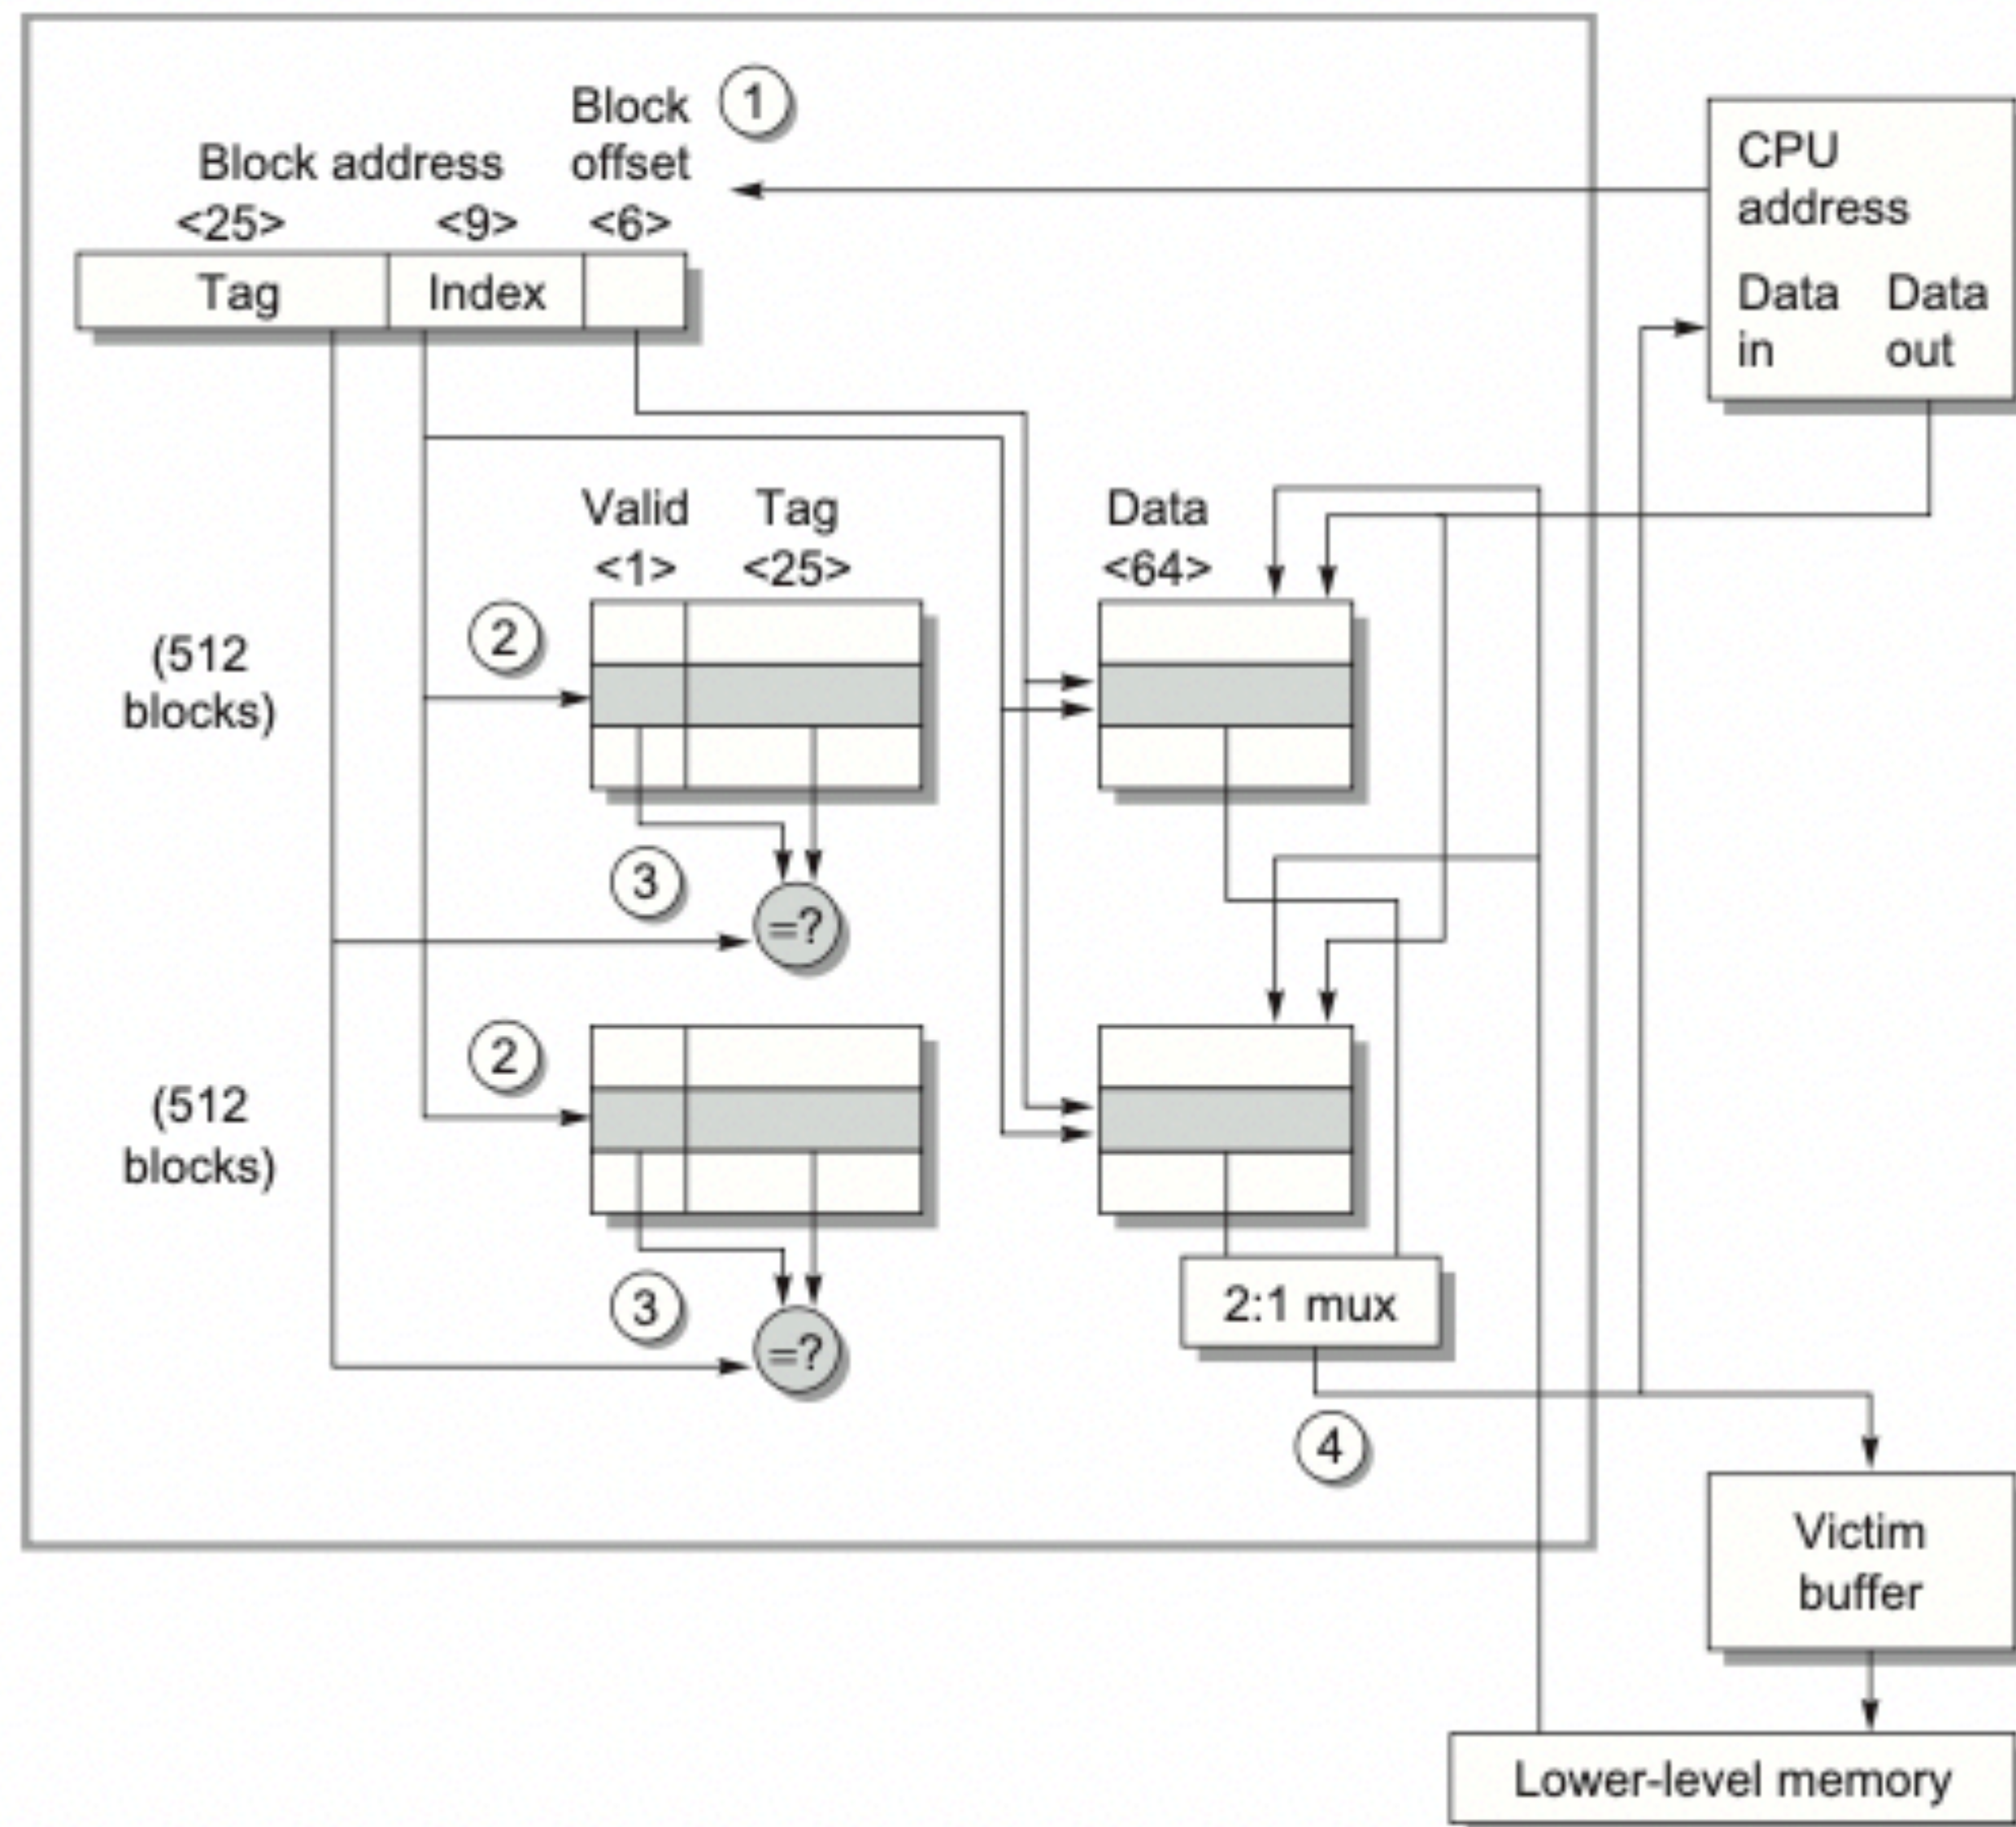 Block
offset
1
Block address
<25> <9> <6>
Tag Index
CPU
address
Data in
Data out
Valid
<1>
Tag
<25>
Data
<64>
(512
blocks)
2
3
=?
(512
blocks)
2
3
=?
2:1 mux
4
Victim
buffer
Lower-level memory